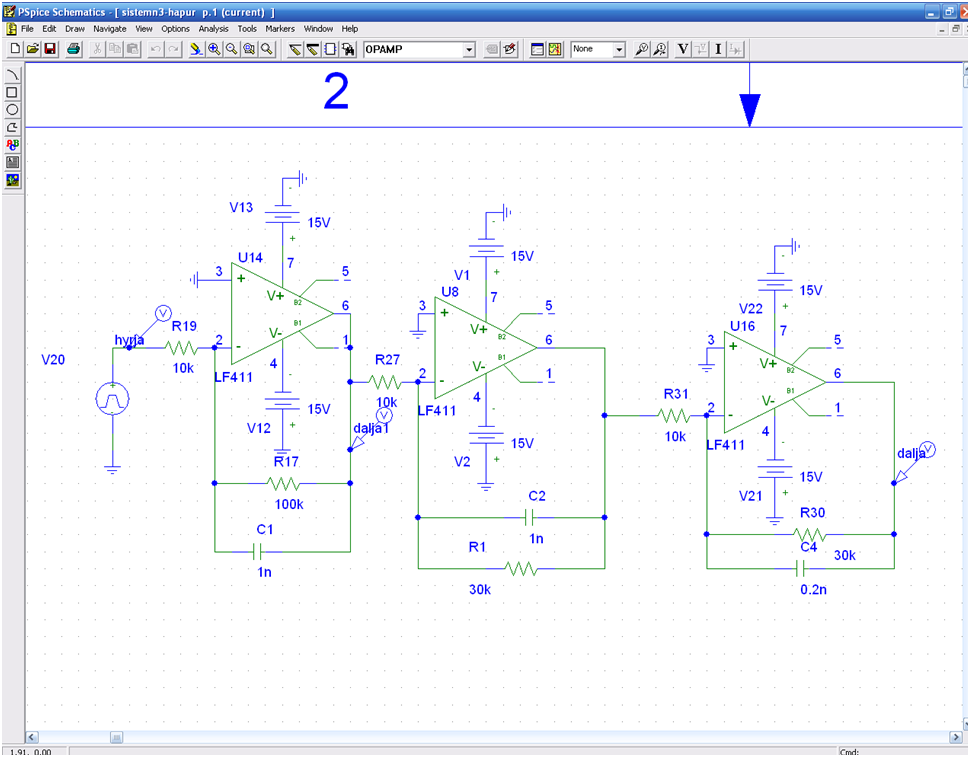 PSpice Schematics - [ sistemn3-hapur p.1 (current) ]
File Edit Draw Navigate View Options Analysis Tools Markers Window Help
OPAMP
None
V
I
2
V13
15V
+
-
U14
7
3
+
5
V+
B2
6
hyrja
V
R19
2
-
V-
B1
1
10k
4
LF411
V20
+
-
15V
V12
+
R17
100k
C1
1n
R27
10k
V
dalja1
-
15V
V1
+
U8
7
3
+
5
V+
B2
6
2
-
V-
B1
1
4
LF411
-
15V
V2
+
C2
1n
R1
30k
R31
10k
-
15V
V22
+
U16
7
3
+
5
V+
B2
6
2
-
V-
B1
1
4
LF411
-
15V
V21
+
dalja
V
R30
30k
C4
0.2n
1.91, 0.00
Cmd: